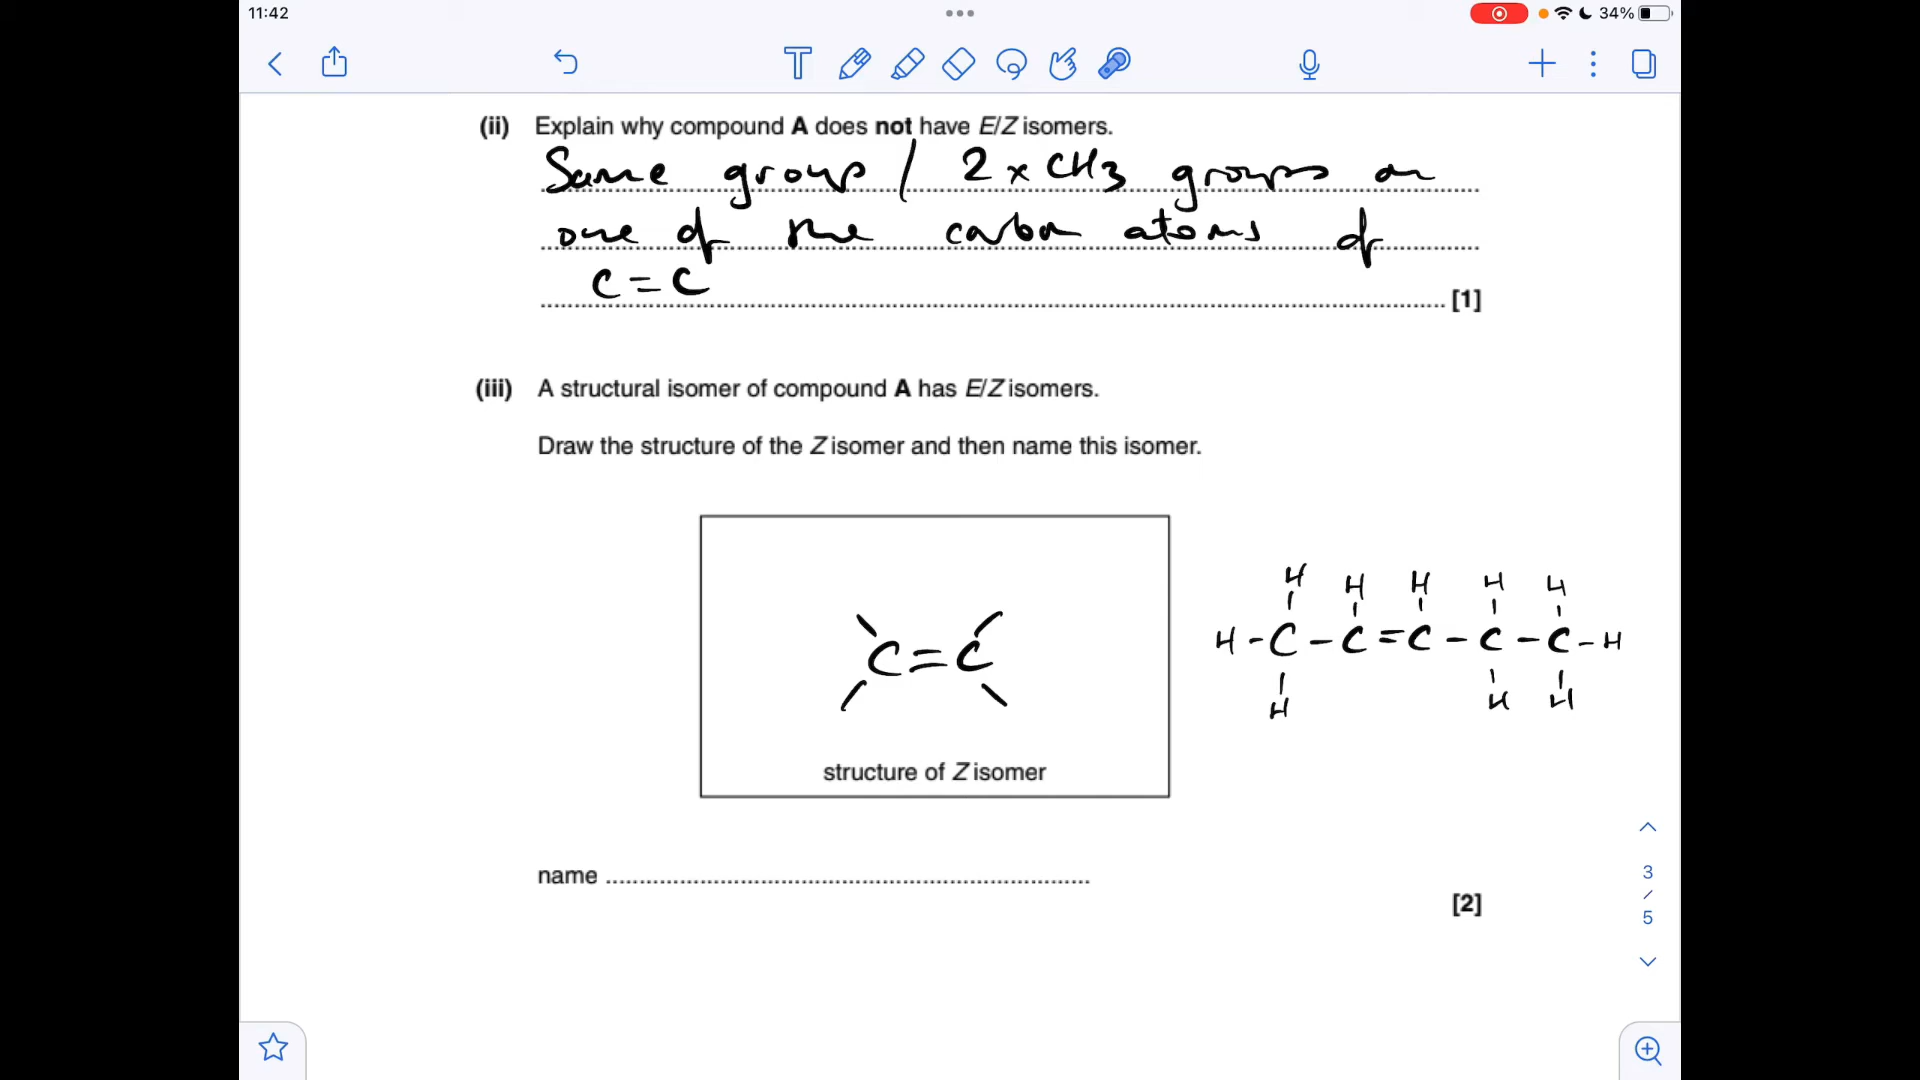 11:42
34%
(ii) Explain why compound A does not have E/Z isomers.
Same group / 2 x CH3 groups on
one of the carbon atoms of
C = C
[1]
(iii) A structural isomer of compound A has E/Z isomers.
Draw the structure of the Z isomer and then name this isomer.
H H H H H
C = C
H - C - C = C - C - C - H
H H H
structure of Z isomer
name
[2]
3
/
5